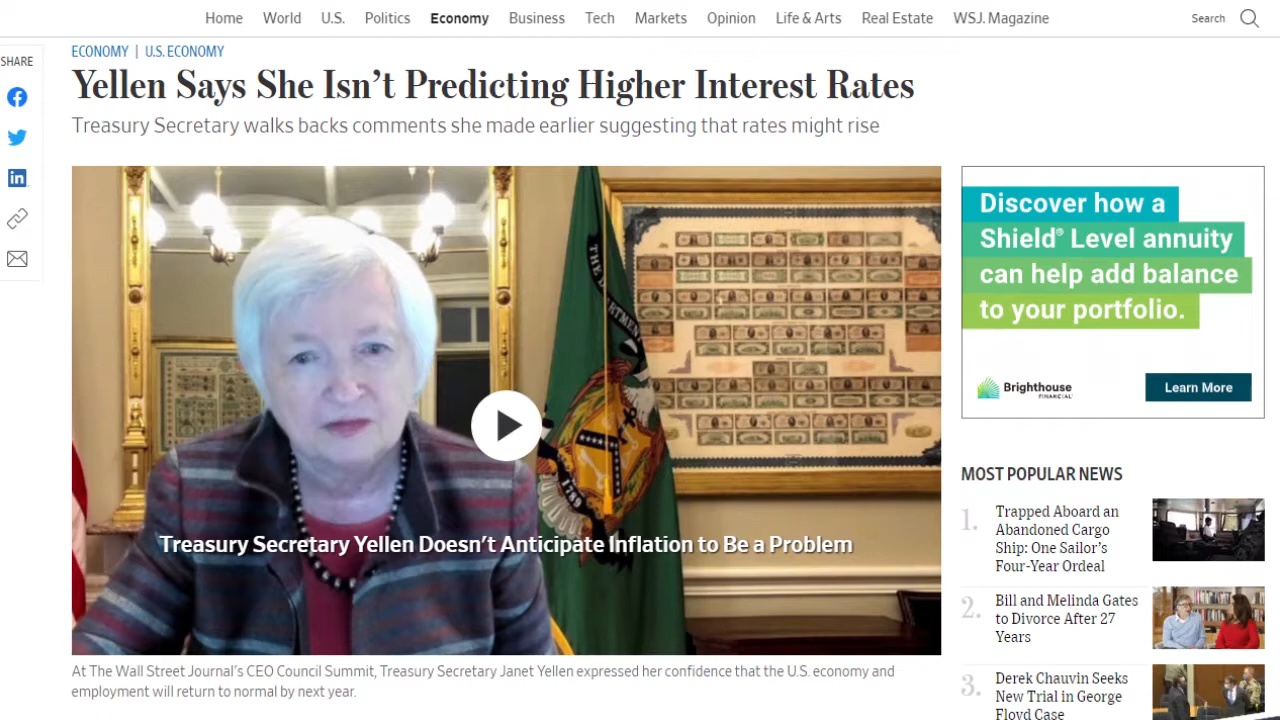 Home World U.S. Politics Economy Business Tech Markets Opinion Life & Arts Real Estate WSJ. Magazine Search
SHARE
ECONOMY | U.S. ECONOMY
Yellen Says She Isn't Predicting Higher Interest Rates
Treasury Secretary walks backs comments she made earlier suggesting that rates might rise
THE DEPARTMENT
1789
Treasury Secretary Yellen Doesn't Anticipate Inflation to Be a Problem
At The Wall Street Journal's CEO Council Summit, Treasury Secretary Janet Yellen expressed her confidence that the U.S. economy and
employment will return to normal by next year.
Discover how a
Shield® Level annuity
can help add balance
to your portfolio.
Brighthouse
FINANCIAL
Learn More
MOST POPULAR NEWS
1.
Trapped Aboard an
Abandoned Cargo
Ship: One Sailor's
Four-Year Ordeal
2.
Bill and Melinda Gates
to Divorce After 27
Years
3.
Derek Chauvin Seeks
New Trial in George
Floyd Case